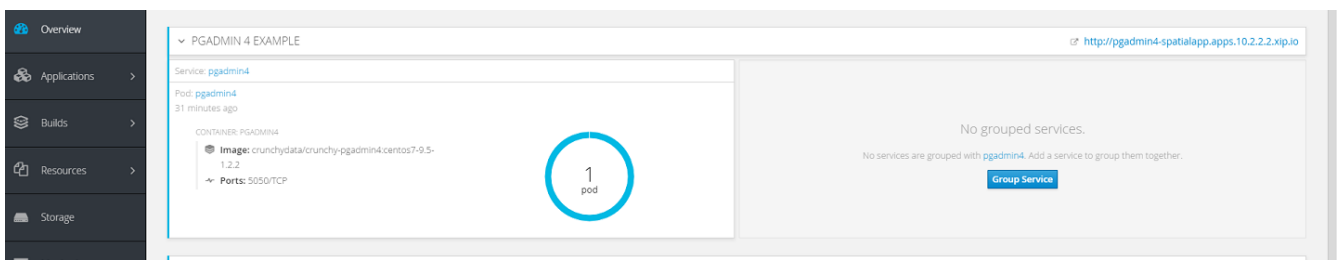 Overview
Applications
Builds
Resources
Storage
PGADMIN 4 EXAMPLE
http://pgadmin4-spatialapp.apps.10.2.2.2.xip.io
Service: pgadmin4
Pod: pgadmin4
31 minutes ago
CONTAINER: PGADMIN4
Image: crunchydata/crunchy-pgadmin4:centos7-9.5-
1.2.2
Ports: 5050/TCP
1
pod
No grouped services.
No services are grouped with pgadmin4. Add a service to group them together.
Group Service